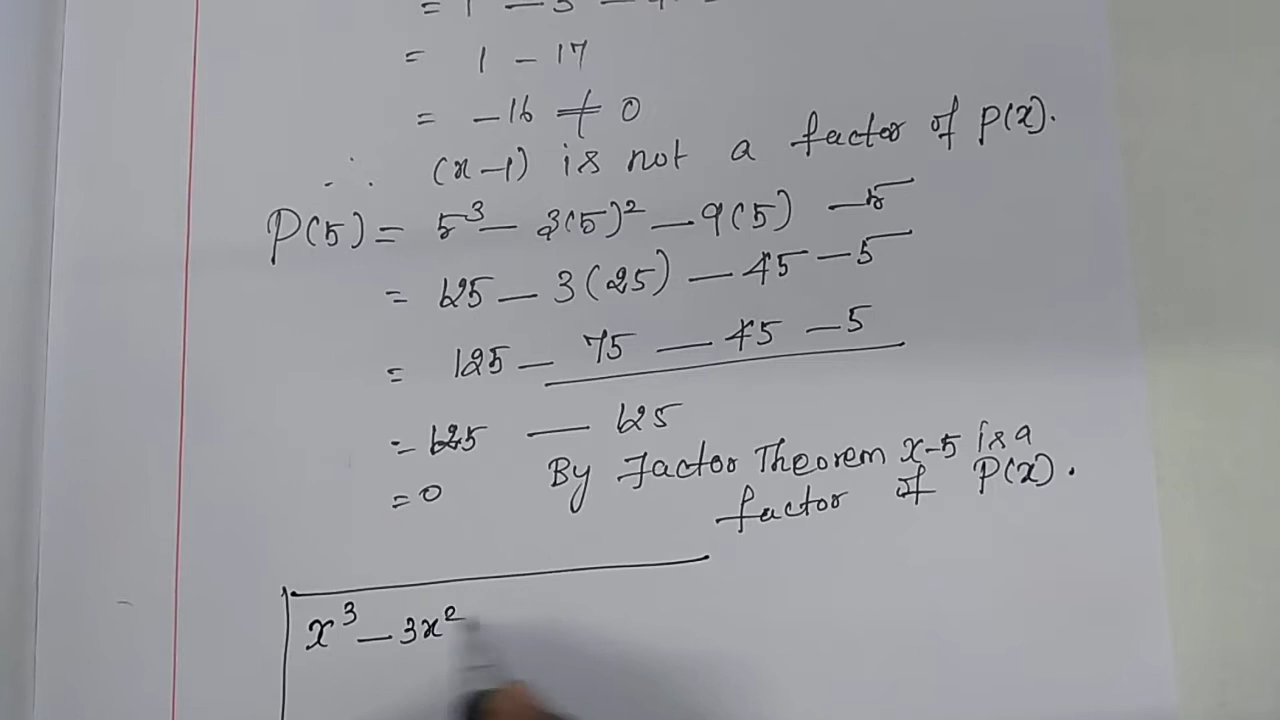 = 1 - 17
= -16 ≠ 0
∴ (x-1) is not a factor of P(x).
P(5) = 5³ - 3(5)² - 9(5) - 5
= 125 - 3(25) - 45 - 5
= 125 - 75 - 45 - 5
= 125 - 125
= 0 By Factor Theorem x-5 is a
factor of P(x).
x³ - 3x²